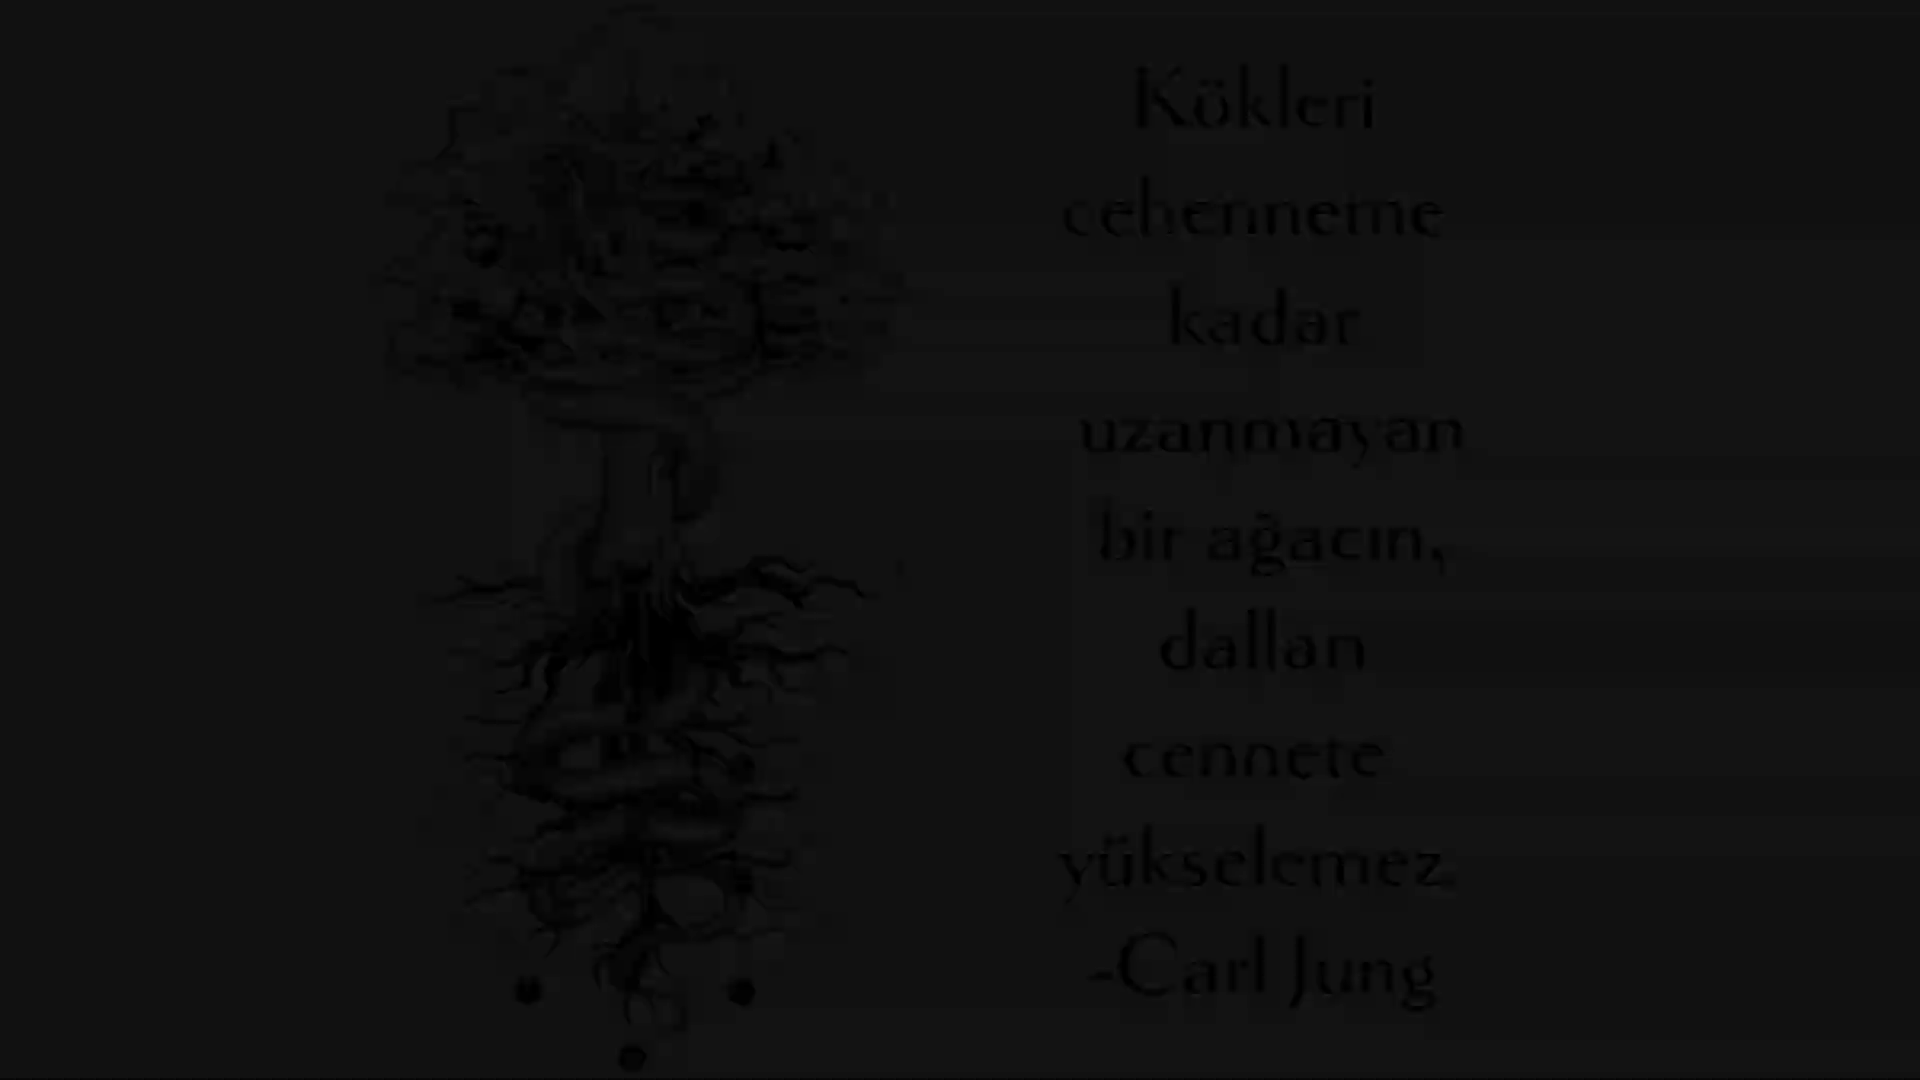 Kökleri
cehenneme
kadar
uzanmayan
bir ağacın,
dalları
cennete
yükselemez.
-Carl Jung